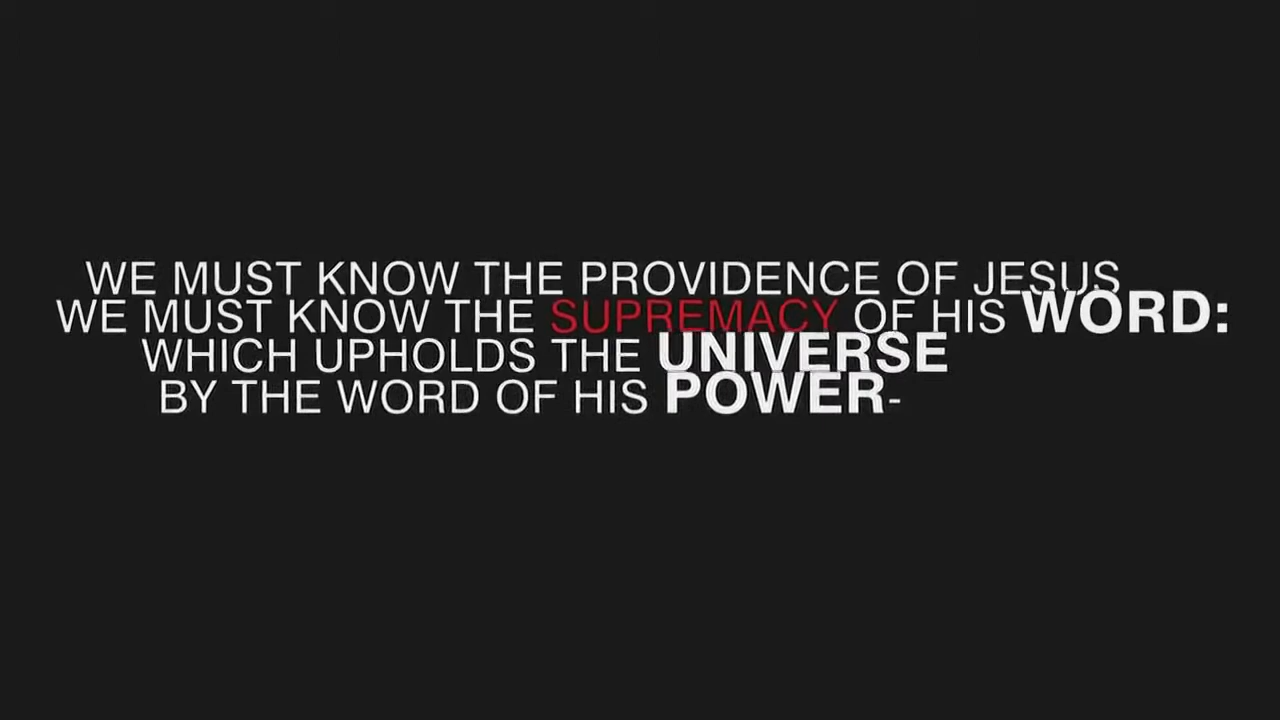 WE MUST KNOW THE PROVIDENCE OF JESUS
WE MUST KNOW THE SUPREMACY OF HIS WORD:
WHICH UPHOLDS THE UNIVERSE
BY THE WORD OF HIS POWER-